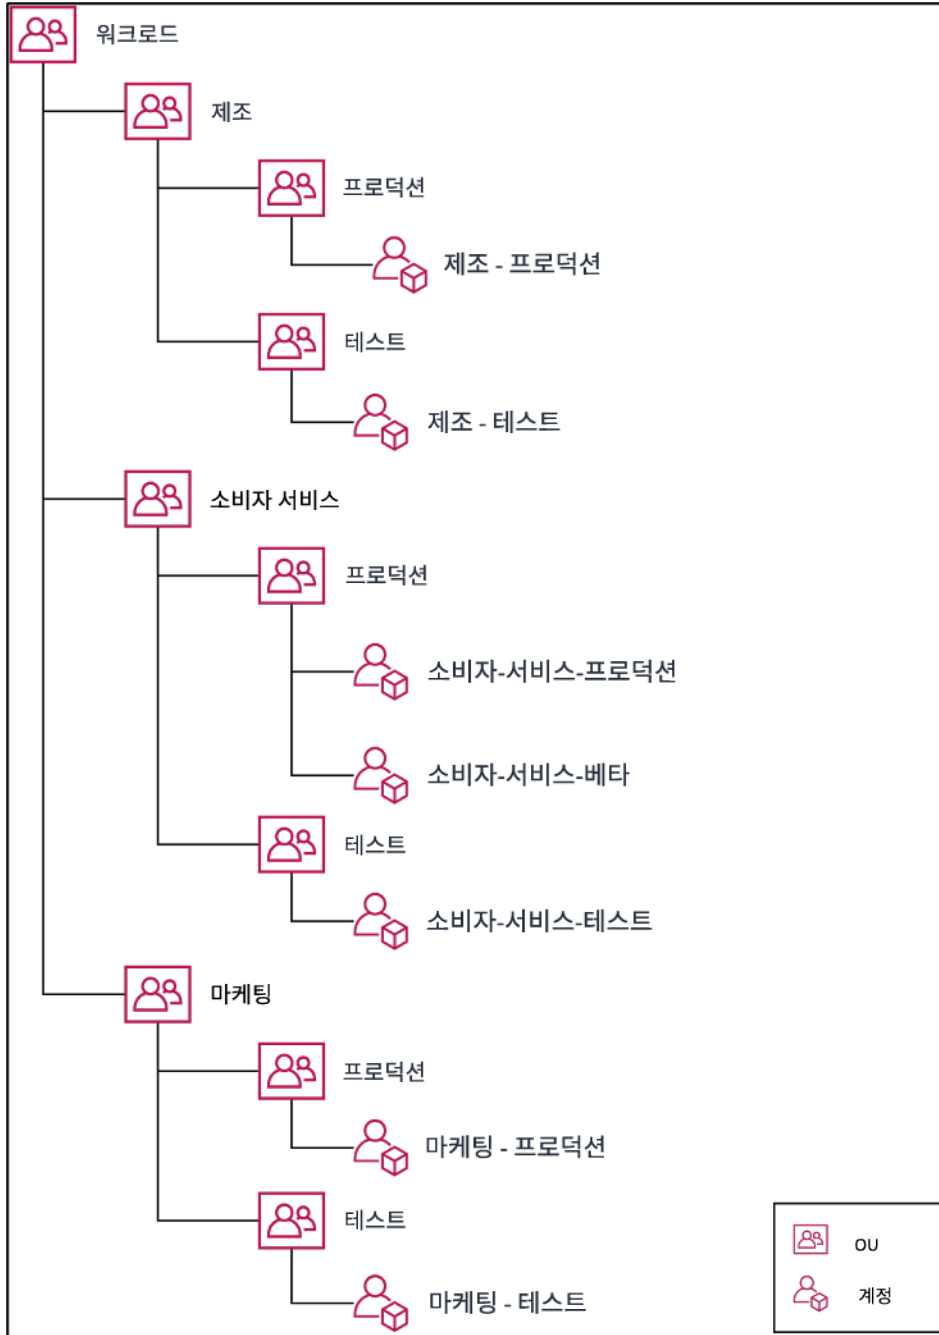 워크로드
제조
프로덕션
제조 - 프로덕션
테스트
제조 - 테스트
소비자 서비스
프로덕션
소비자-서비스-프로덕션
소비자-서비스-베타
테스트
소비자-서비스-테스트
마케팅
프로덕션
마케팅 - 프로덕션
테스트
마케팅 - 테스트
OU
계정